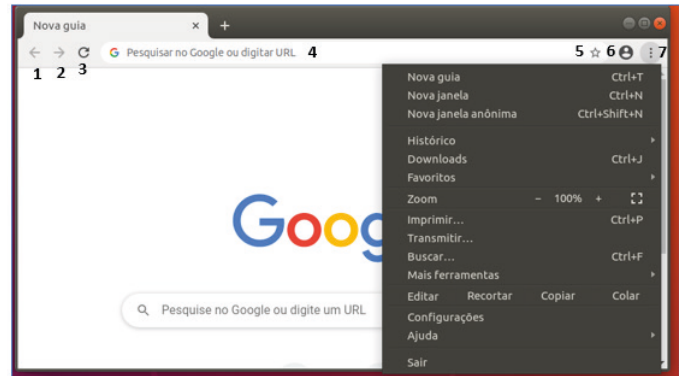 Nova guia
Pesquisar no Google ou digitar URL 4 5 6 7
1 2 3
Nova guia Ctrl+T
Nova janela Ctrl+N
Nova janela anônima Ctrl+Shift+N
Histórico
Downloads Ctrl+J
Favoritos
Zoom - 100% +
Imprimir... Ctrl+P
Transmitir...
Buscar... Ctrl+F
Mais ferramentas
Editar Recortar Copiar Colar
Configurações
Ajuda
Sair
Goog
Pesquise no Google ou digite um URL